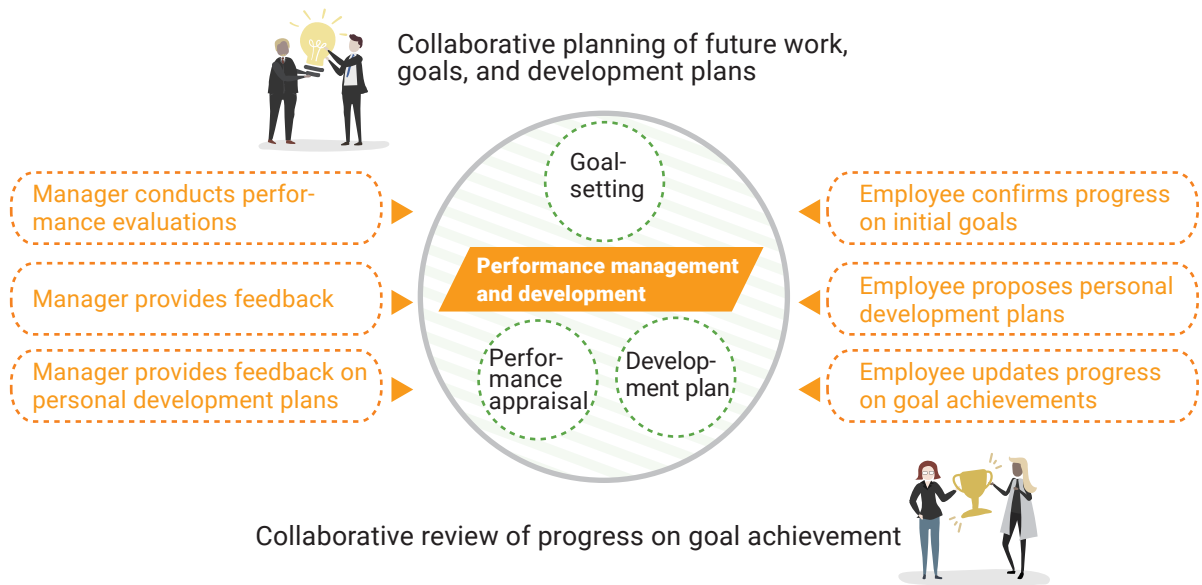 Collaborative planning of future work,
goals, and development plans
Manager conducts perfor-
mance evaluations
Manager provides feedback
Manager provides feedback on
personal development plans
Goal-
setting
Performance management
and development
Perfor-
mance
appraisal
Develop-
ment plan
Employee confirms progress
on initial goals
Employee proposes personal
development plans
Employee updates progress
on goal achievements
Collaborative review of progress on goal achievement